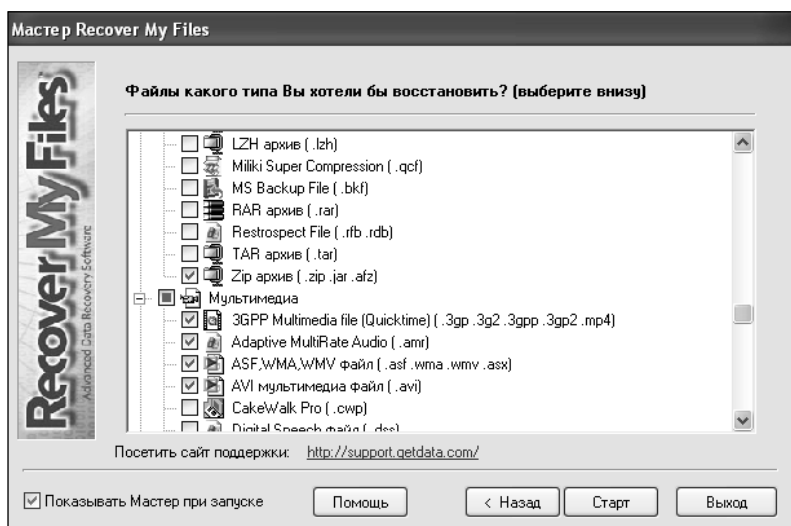 Мастер Recover My Files
Recover My Files
Advanced Data Recovery Software
Файлы какого типа Вы хотели бы восстановить? (выберите внизу)
LZH архив ( .lzh)
Miliki Super Compression ( .qcf)
MS Backup File ( .bkf)
RAR архив ( .rar)
Restrospect File ( .rfb .rdb)
TAR архив ( .tar)
Zip архив ( .zip .jar .afz)
Мультимедиа
3GPP Multimedia file (Quicktime) ( .3gp .3g2 .3gpp .3gp2 .mp4)
Adaptive MultiRate Audio ( .amr)
ASF,WMA,WMV файл ( .asf .wma .wmv .asx)
AVI мультимедиа файл ( .avi)
CakeWalk Pro ( .cwp)
Digital Speech файл ( .dss)
Посетить сайт поддержки: http://support.getdata.com/
Показывать Мастер при запуске
Помощь
< Назад
Старт
Выход